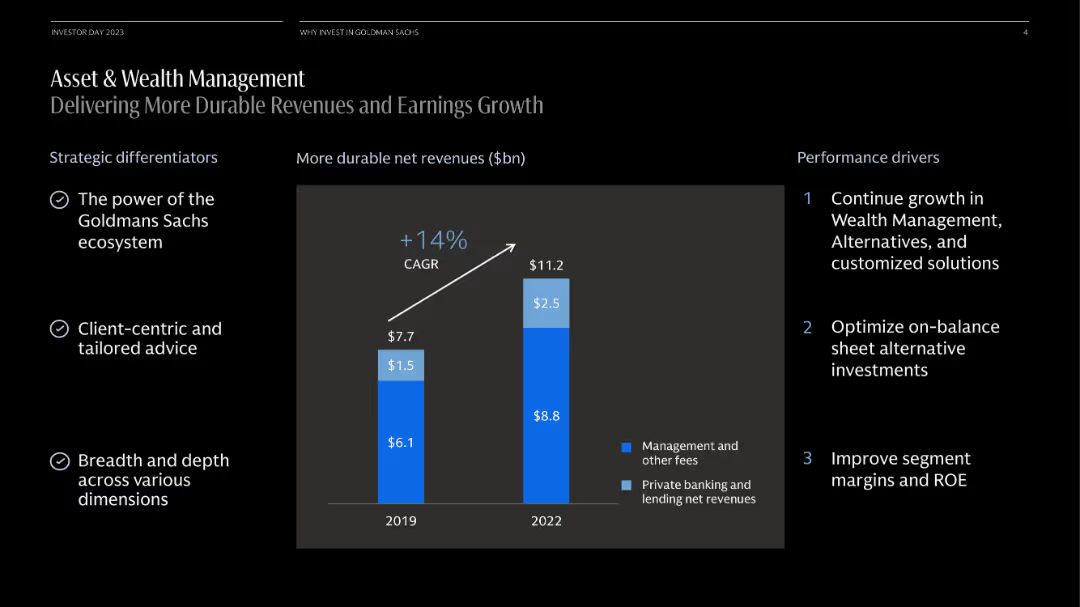 INVESTOR DAY 2023
WHY INVEST IN GOLDMAN SACHS
4
Asset & Wealth Management
Delivering More Durable Revenues and Earnings Growth
Strategic differentiators
The power of the
Goldmans Sachs
ecosystem
Client-centric and
tailored advice
Breadth and depth
across various
dimensions
More durable net revenues ($bn)
+14%
CAGR
$11.2
$2.5
$7.7
$1.5
$8.8
$6.1
Management and
other fees
Private banking and
lending net revenues
2019
2022
Performance drivers
1 Continue growth in
Wealth Management,
Alternatives, and
customized solutions
2 Optimize on-balance
sheet alternative
investments
3 Improve segment
margins and ROE